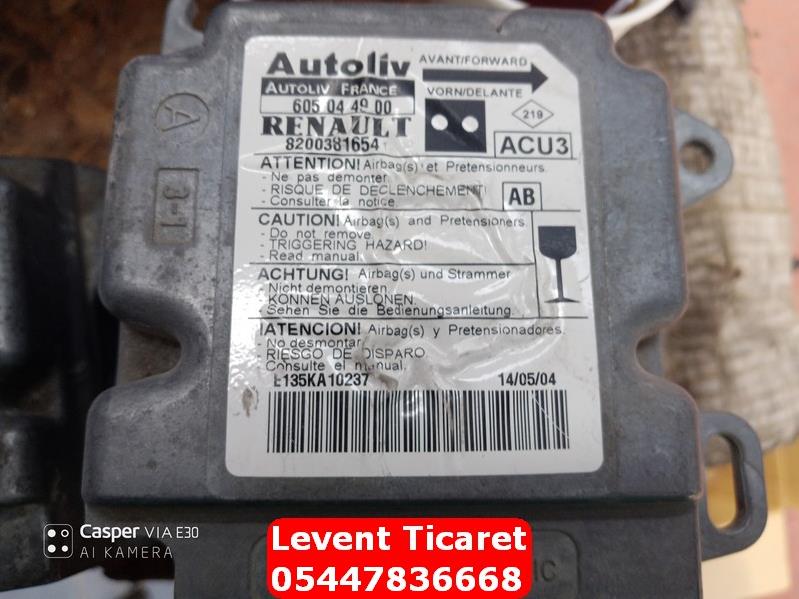 Autoliv
AUTOLIV FRANCE
605 04 49 00
RENAULT
8200381654
AVANT/FORWARD
VORN/DELANTE
219
ACU3
ATTENTION! Airbag(s) et Pretensionneurs.
- Ne pas demonter.
- RISQUE DE DECLENCHEMENT!
- Consulter la notice.
AB
CAUTION! Airbag(s) and Pretensioners.
- Do not remove.
- TRIGGERING HAZARD!
- Read manual.
ACHTUNG! Airbag(s) und Strammer
- Nicht demontieren.
- KONNEN AUSLONEN.
- Sehen Sie die Bedienungsanleitung.
!ATENCION! Airbag(s) y Pretensionadores.
- No desmontar.
- RIESGO DE DISPARO.
- Consulte el manual.
E135KA10237
14/05/04
A
3-1
Casper VIA E30
AI KAMERA
Levent Ticaret
05447836668